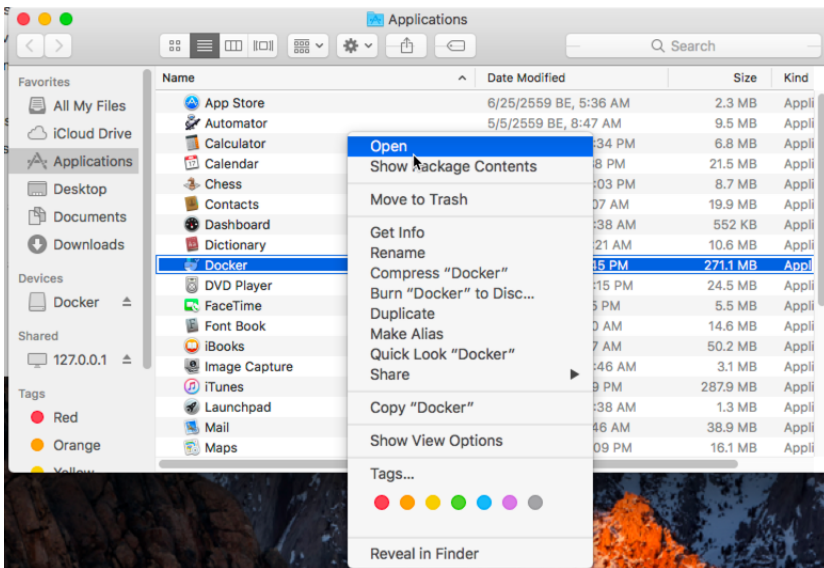 Applications
Search
Favorites
All My Files
iCloud Drive
Applications
Desktop
Documents
Downloads
Devices
Docker
Shared
127.0.0.1
Tags
Red
Orange
Yellow
Name Date Modified Size Kind
App Store 6/25/2559 BE, 5:36 AM 2.3 MB Appli
Automator 5/5/2559 BE, 8:47 AM 9.5 MB Appli
Calculator :34 PM 6.8 MB Appli
Calendar 8 PM 21.5 MB Appli
Chess :03 PM 8.7 MB Appli
Contacts 07 AM 19.9 MB Appli
Dashboard :38 AM 552 KB Appli
Dictionary :21 AM 10.6 MB Appli
Docker 45 PM 271.1 MB Appl
DVD Player :15 PM 24.5 MB Appli
FaceTime 5 PM 5.5 MB Appli
Font Book 0 AM 14.6 MB Appli
iBooks 7 AM 50.2 MB Appli
Image Capture :46 AM 3.1 MB Appli
iTunes 9 PM 287.9 MB Appli
Launchpad :38 AM 1.3 MB Appli
Mail 46 AM 38.9 MB Appli
Maps 09 PM 16.1 MB Appli
Open
Show Package Contents
Move to Trash
Get Info
Rename
Compress “Docker”
Burn “Docker” to Disc...
Duplicate
Make Alias
Quick Look “Docker”
Share
Copy “Docker”
Show View Options
Tags...
Reveal in Finder